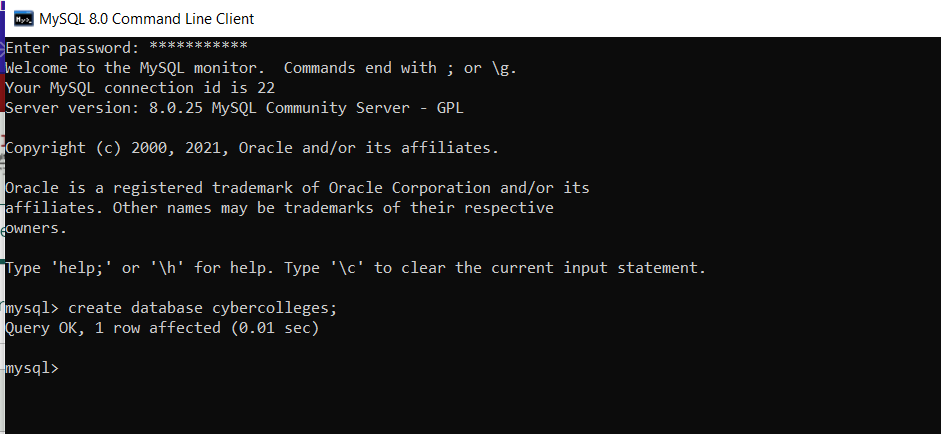 MySQL 8.0 Command Line Client
Enter password: ***********
Welcome to the MySQL monitor.  Commands end with ; or \g.
Your MySQL connection id is 22
Server version: 8.0.25 MySQL Community Server - GPL
Copyright (c) 2000, 2021, Oracle and/or its affiliates.
Oracle is a registered trademark of Oracle Corporation and/or its
affiliates. Other names may be trademarks of their respective
owners.
Type 'help;' or '\h' for help. Type '\c' to clear the current input statement.
mysql> create database cybercolleges;
Query OK, 1 row affected (0.01 sec)
mysql>